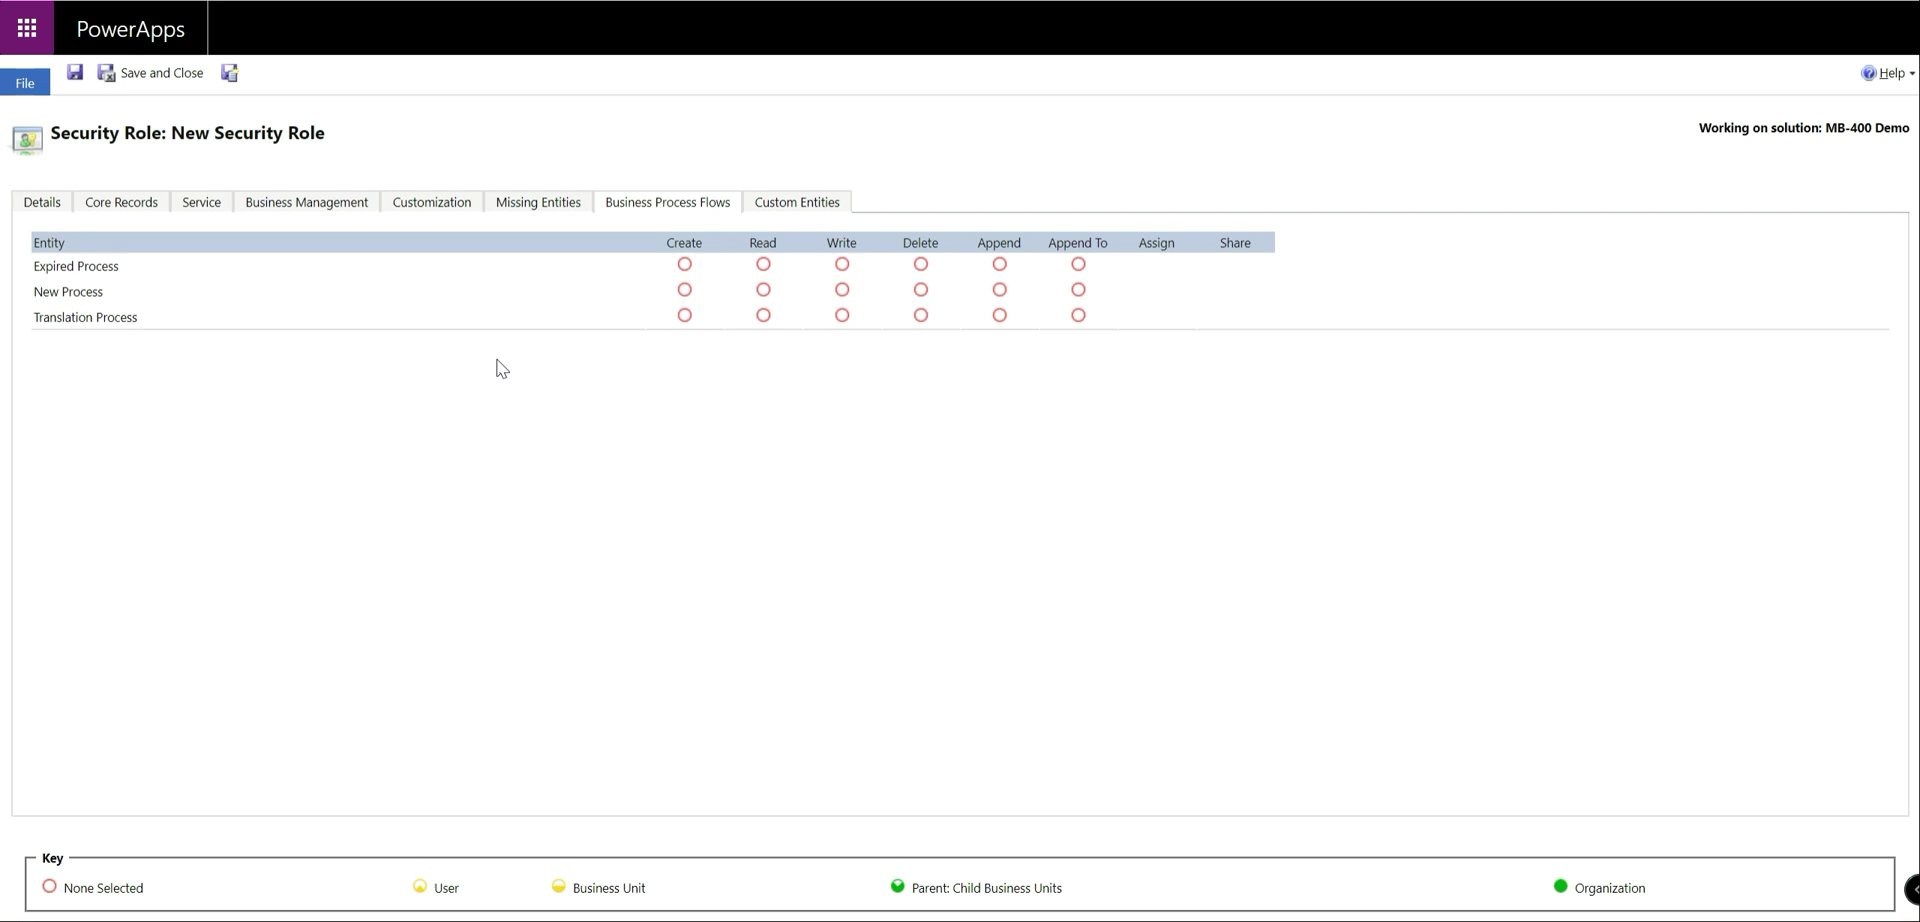 PowerApps
File
Save and Close
Help
Security Role: New Security Role
Working on solution: MB-400 Demo
Details Core Records Service Business Management Customization Missing Entities Business Process Flows Custom Entities
Entity Create Read Write Delete Append Append To Assign Share
Expired Process
New Process
Translation Process
Key
None Selected User Business Unit Parent: Child Business Units Organization